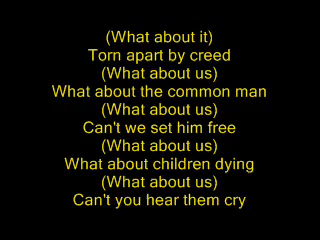 (What about it)
Torn apart by creed
(What about us)
What about the common man
(What about us)
Can't we set him free
(What about us)
What about children dying
(What about us)
Can't you hear them cry